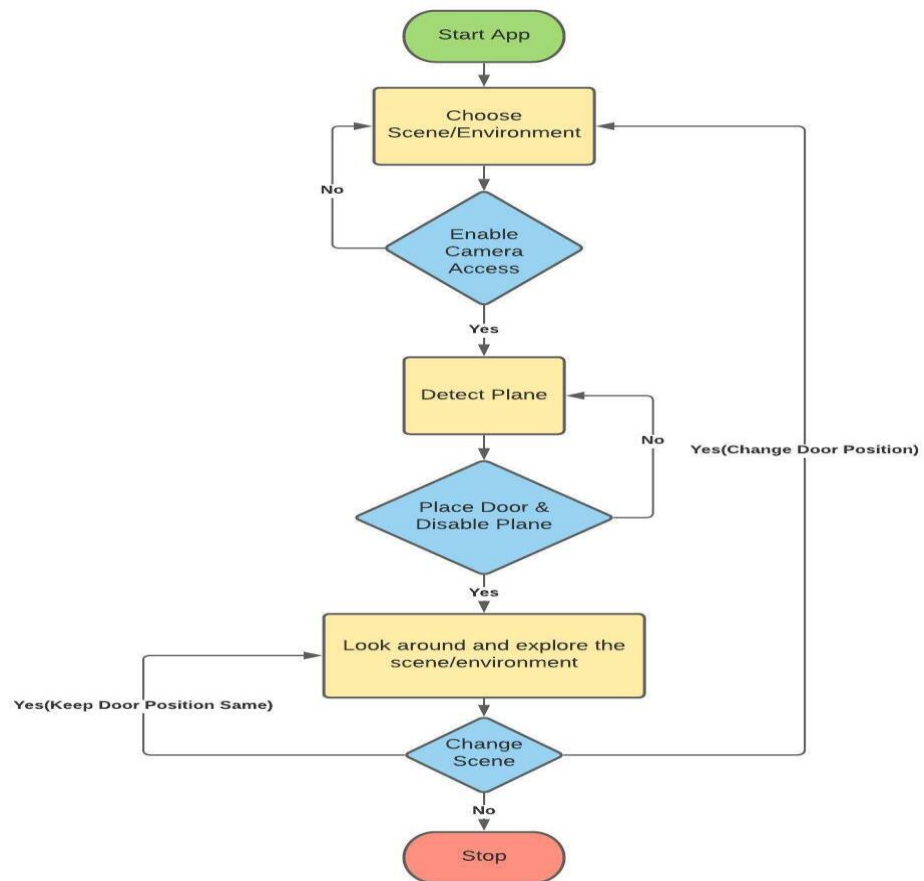 Start App
Choose
Scene/Environment
No
Enable
Camera
Access
Yes
Detect Plane
No
Yes(Change Door Position)
Place Door &
Disable Plane
Yes
Look around and explore the
scene/environment
Yes(Keep Door Position Same)
Change
Scene
No
Stop